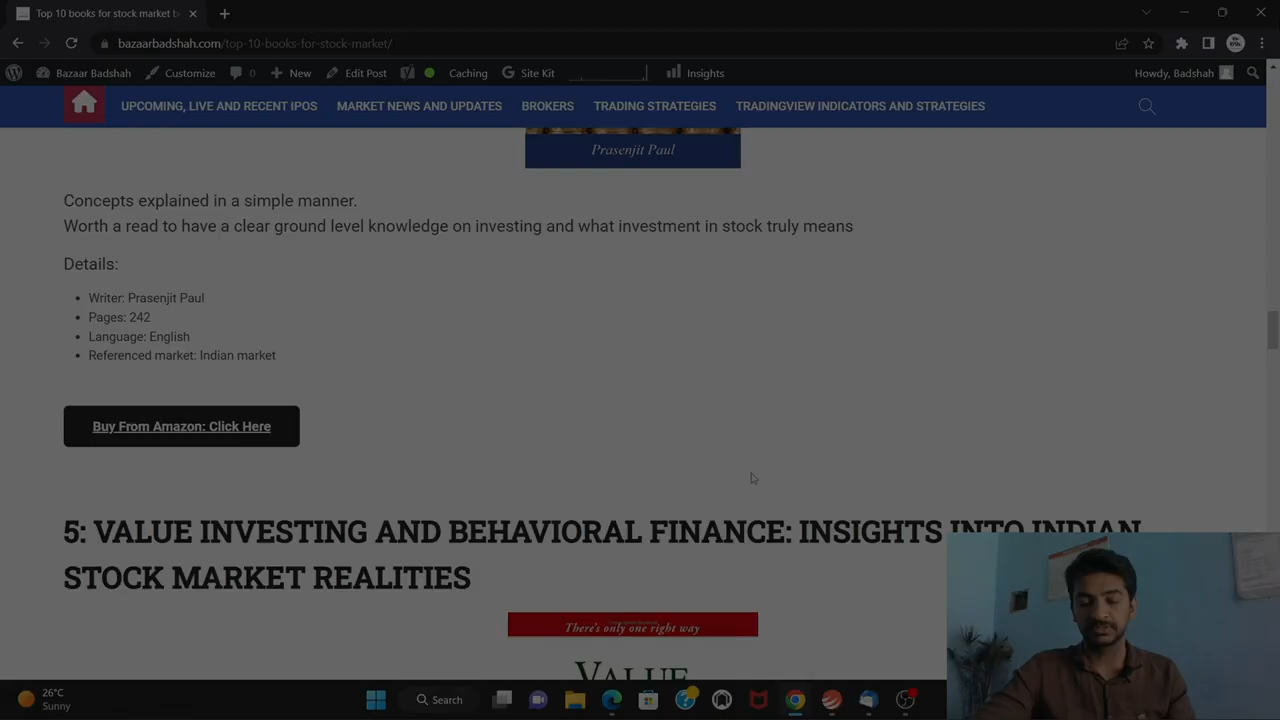 Top 10 books for stock market b
bazaarbadshah.com/top-10-books-for-stock-market/
Bazaar Badshah
Customize
0
New
Edit Post
Caching
Site Kit
Insights
Howdy, Badshah
UPCOMING, LIVE AND RECENT IPOS
MARKET NEWS AND UPDATES
BROKERS
TRADING STRATEGIES
TRADINGVIEW INDICATORS AND STRATEGIES
Prasenjit Paul
Concepts explained in a simple manner.
Worth a read to have a clear ground level knowledge on investing and what investment in stock truly means
Details:
• Writer: Prasenjit Paul
• Pages: 242
• Language: English
• Referenced market: Indian market
Buy From Amazon: Click Here
5: VALUE INVESTING AND BEHAVIORAL FINANCE: INSIGHTS INTO INDIAN
STOCK MARKET REALITIES
There's only one right way
VALUE
26°C
Sunny
Search